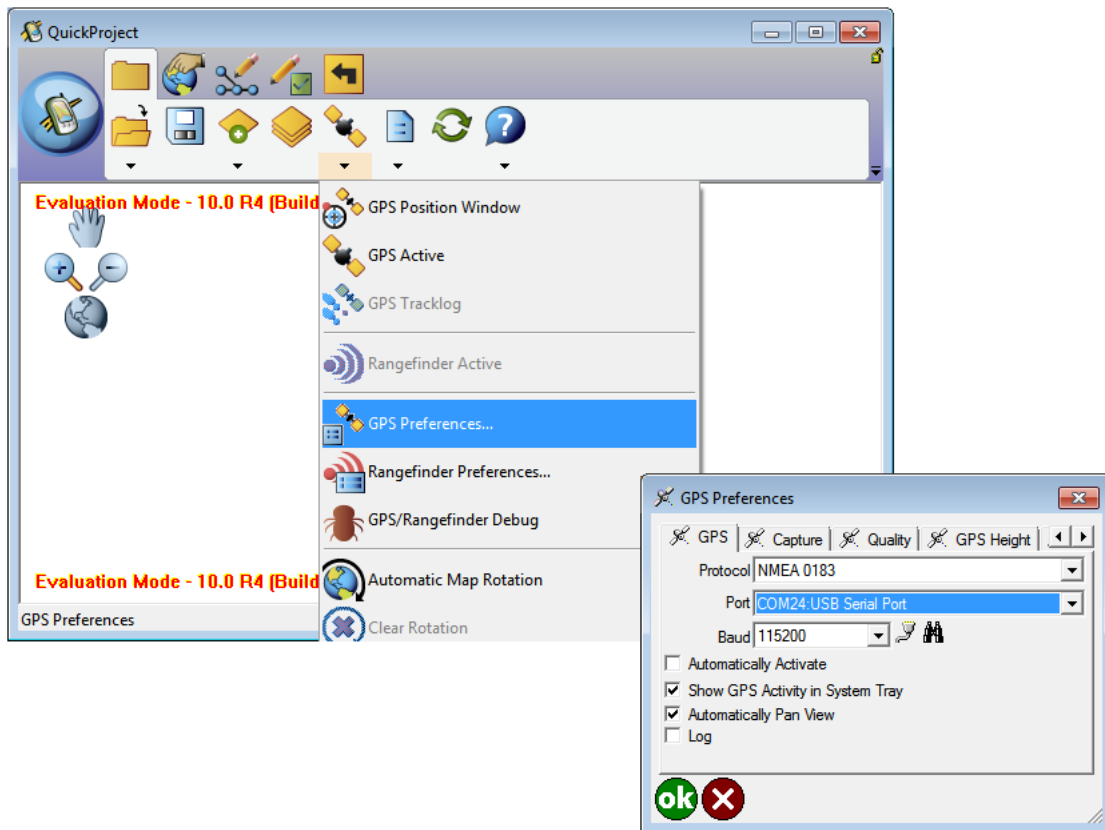 QuickProject
Evaluation Mode - 10.0 R4 (Build
GPS Position Window
GPS Active
GPS Tracklog
Rangefinder Active
GPS Preferences...
Rangefinder Preferences...
GPS/Rangefinder Debug
Automatic Map Rotation
Clear Rotation
Evaluation Mode - 10.0 R4 (Build
GPS Preferences
GPS Preferences
GPS Capture Quality GPS Height
Protocol NMEA 0183
Port COM24:USB Serial Port
Baud 115200
Automatically Activate
Show GPS Activity in System Tray
Automatically Pan View
Log
ok